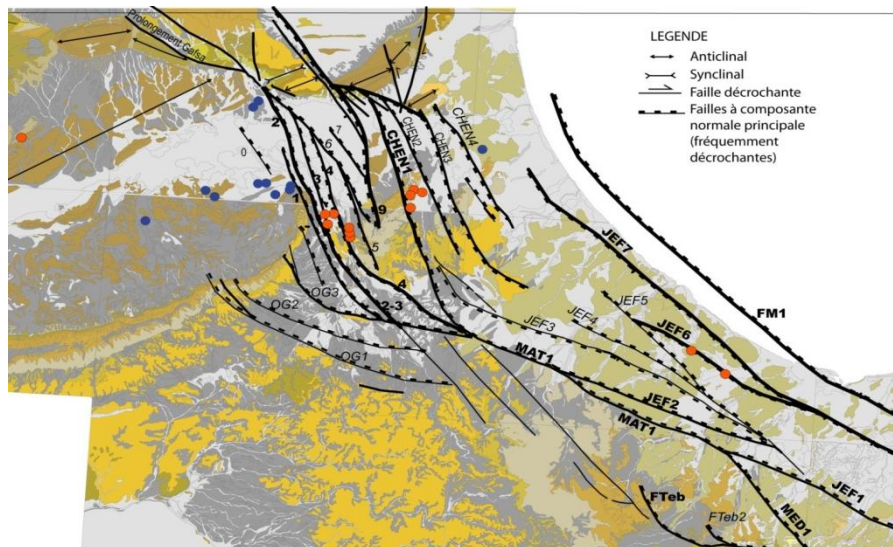 LEGENDE
Anticlinal
Synclinal
Faille décrochante
Failles à composante
normale principale
(fréquemment
décrochantes)
Prolongement Gafsa
2
0
1
3
4
6
7
9
5
4
2-3
CHEN1
CHEN2
CHEN3
CHEN4
OG3
OG2
OG1
JEF7
FM1
JEF5
JEF4
JEF3
JEF6
MAT1
JEF2
MAT1
JEF1
FTeb
FTeb2
MED1